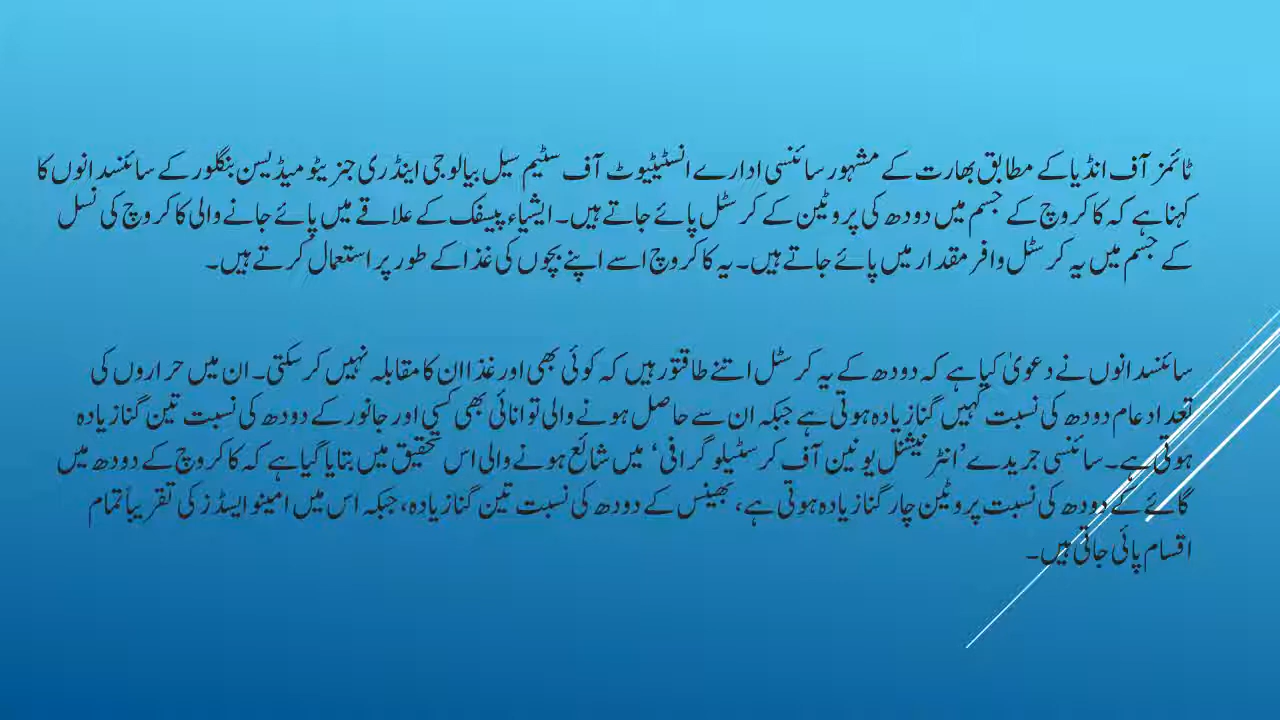 ٹائمز آف انڈیا کے مطابق بھارت کے مشہور سائنسی ادارے انسٹیٹیوٹ آف سٹیم سیل بیالوجی اینڈ ری جنریٹو میڈیسن بنگلور کے سائنسدانوں کا
کہنا ہے کہ کاکروچ کے جسم میں دودھ کی پروٹین کے کرسٹل پائے جاتے ہیں۔ ایشیاء پیسفک کے علاقے میں پائے جانے والی کاکروچ کی نسل
کے جسم میں یہ کرسٹل وافر مقدار میں پائے جاتے ہیں۔ یہ کاکروچ اسے اپنے بچوں کی غذا کے طور پر استعمال کرتے ہیں۔
سائنسدانوں نے دعویٰ کیا ہے کہ دودھ کے یہ کرسٹل اتنے طاقتور ہیں کہ کوئی بھی اور غذا ان کا مقابلہ نہیں کرسکتی۔ ان میں حراروں کی
تعداد عام دودھ کی نسبت کہیں گنا زیادہ ہوتی ہے جبکہ ان سے حاصل ہونے والی توانائی بھی کسی اور جانور کے دودھ کی نسبت تین گنا زیادہ
ہوتی ہے۔ سائنسی جریدے ’انٹرنیشنل یونین آف کرسٹیلوگرافی‘ میں شائع ہونے والی اس تحقیق میں بتایا گیا ہے کہ کاکروچ کے دودھ میں
گائے کے دودھ کی نسبت پروٹین چار گنا زیادہ ہوتی ہے، بھینس کے دودھ کی نسبت تین گنا زیادہ، جبکہ اس میں امینو ایسڈز کی تقریباً تمام
اقسام پائی جاتی ہیں۔